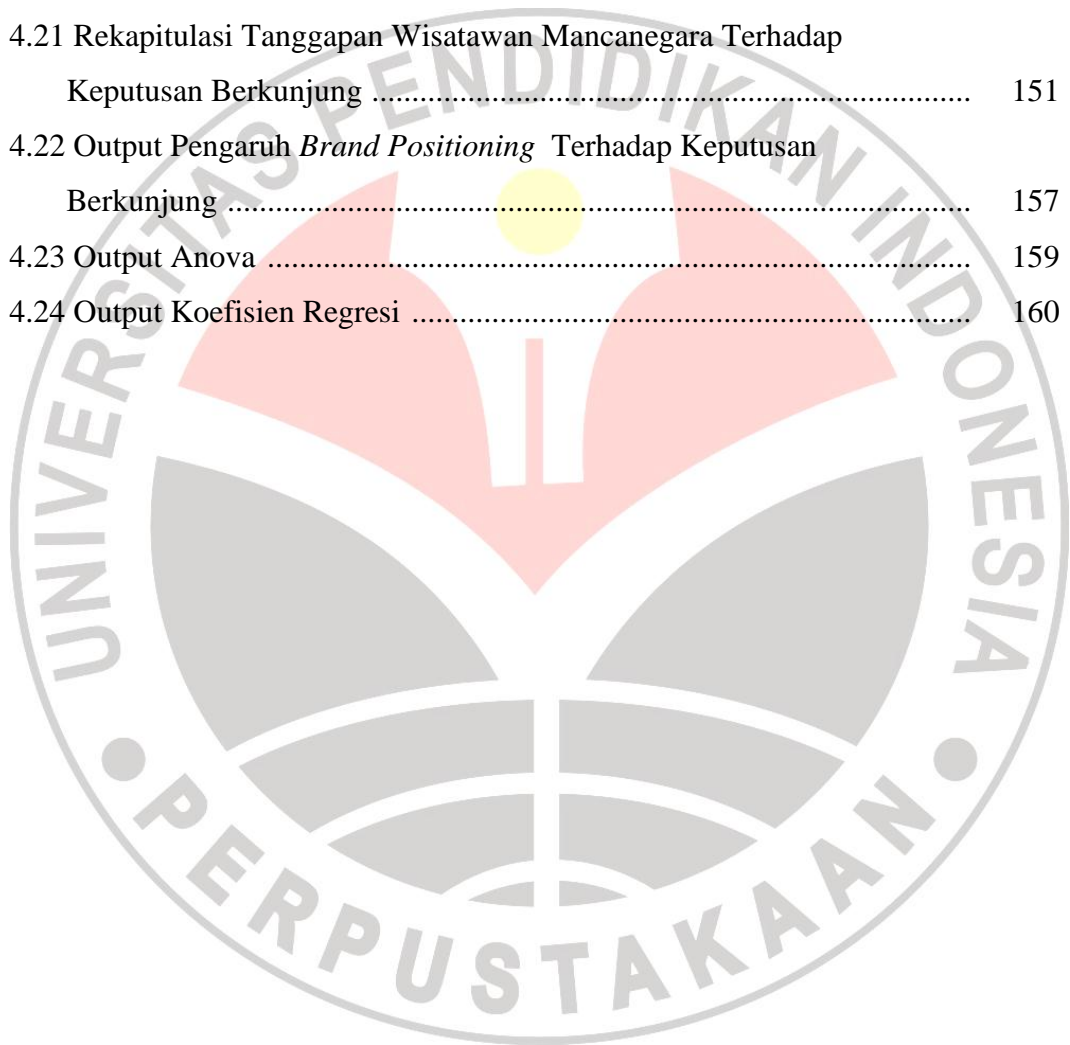 4.21 Rekapitulasi Tanggapan Wisatawan Mancanegara Terhadap
Keputusan Berkunjung ........................................................................... 151
4.22 Output Pengaruh Brand Positioning Terhadap Keputusan
Berkunjung ............................................................................................. 157
4.23 Output Anova ........................................................................................ 159
4.24 Output Koefisien Regresi ...................................................................... 160
UNIVERSITAS PENDIDIKAN INDONESIA
PERPUSTAKAAN